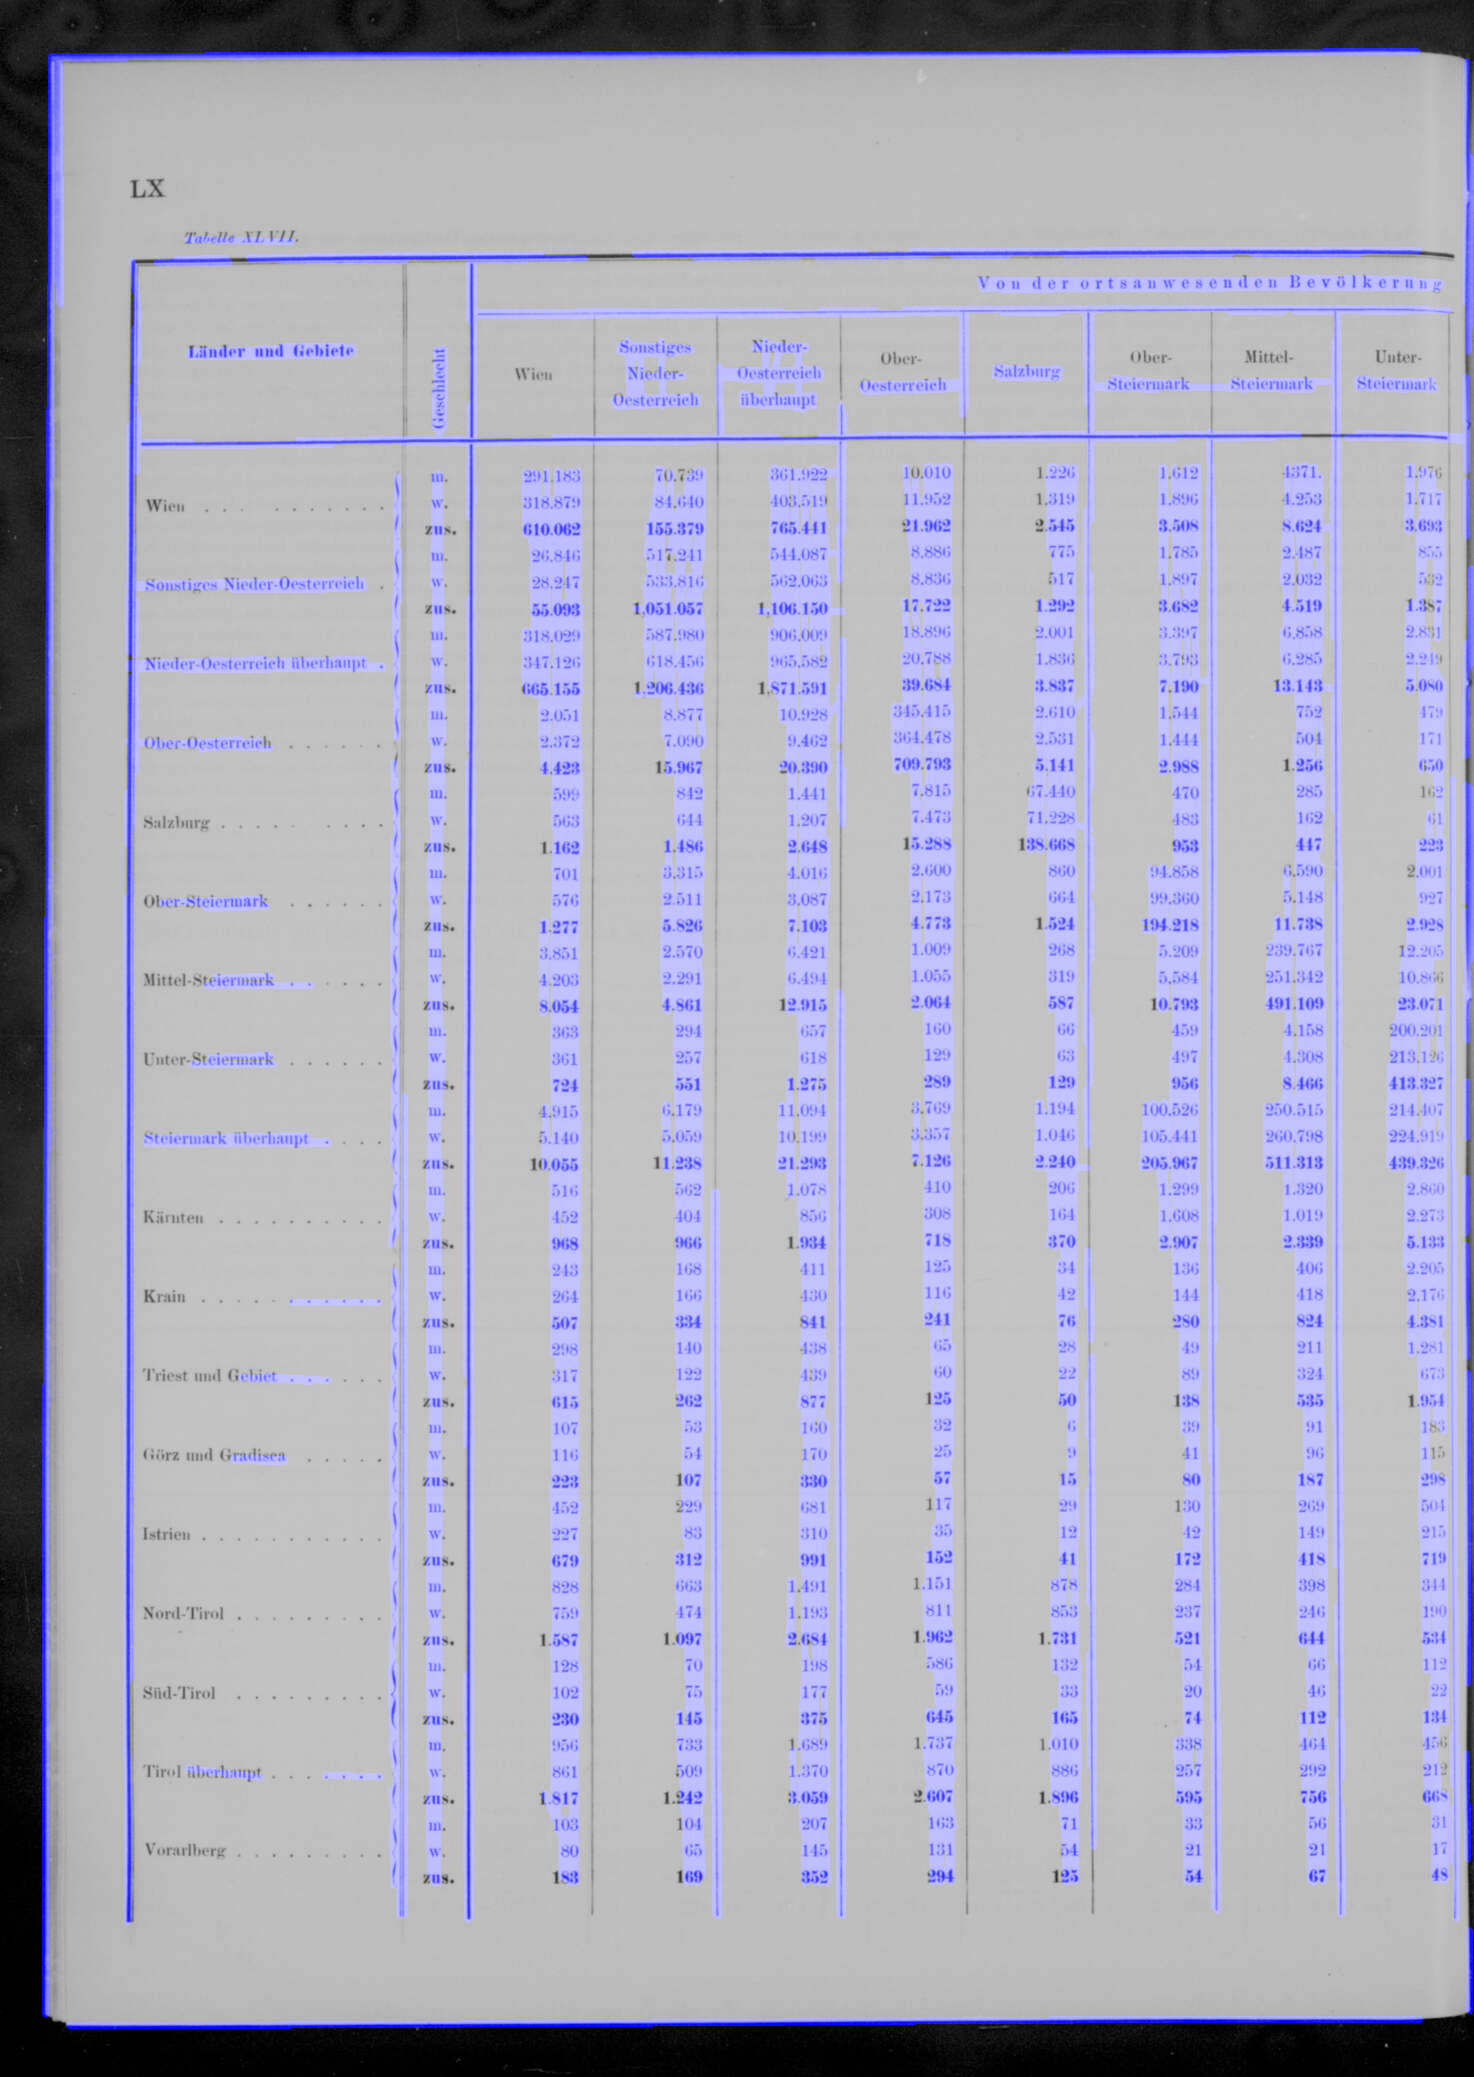 LX
Tabelle XLVII.
Von der ortsanwesenden Bevölkerung
Länder und Gebiete Geschlecht Wien Sonstiges Nieder-Oesterreich Nieder-Oesterreich überhaupt Ober-Oesterreich Salzburg Ober-Steiermark Mittel-Steiermark Unter-Steiermark
m. 291.183 70.739 361.922 10.010 1.226 1.612 4371. 1.976
Wien . . . . . . . . . . w. 318.879 84.640 403.519 11.952 1.319 1.896 4.253 1.717
zus. 610.062 155.379 765.441 21.962 2.545 3.508 8.624 3.693
m. 26.846 517.241 544.087 8.886 775 1.785 2.487 855
Sonstiges Nieder-Oesterreich . w. 28.247 533.816 562.063 8.836 517 1.897 2.032 532
zus. 55.093 1,051.057 1,106.150 17.722 1.292 3.682 4.519 1.387
m. 318.029 587.980 906.009 18.896 2.001 3.397 6.858 2.831
Nieder-Oesterreich überhaupt . w. 347.126 618.456 965.582 20.788 1.836 3.793 6.285 2.249
zus. 665.155 1,206.436 1,871.591 39.684 3.837 7.190 13.143 5.080
m. 2.051 8.877 10.928 345.415 2.610 1.544 752 479
Ober-Oesterreich . . . . . . w. 2.372 7.090 9.462 364.478 2.531 1.444 504 171
zus. 4.423 15.967 20.390 709.793 5.141 2.988 1.256 650
m. 599 842 1.441 7.815 67.440 470 285 162
Salzburg . . . . . . . . . w. 563 644 1.207 7.473 71.228 483 162 61
zus. 1.162 1.486 2.648 15.288 138.668 953 447 223
m. 701 3.315 4.016 2.600 860 94.858 6.590 2.001
Ober-Steiermark . . . . . . w. 576 2.511 3.087 2.173 664 99.360 5.148 927
zus. 1.277 5.826 7.103 4.773 1.524 194.218 11.738 2.928
m. 3.851 2.570 6.421 1.009 268 5.209 239.767 12.205
Mittel-Steiermark . . . . . . w. 4.203 2.291 6.494 1.055 319 5.584 251.342 10.866
zus. 8.054 4.861 12.915 2.064 587 10.793 491.109 23.071
m. 363 294 657 160 66 459 4.158 200.201
Unter-Steiermark . . . . . . w. 361 257 618 129 63 497 4.308 213.126
zus. 724 551 1.275 289 129 956 8.466 413.327
m. 4.915 6.179 11.094 3.769 1.194 100.526 250.515 214.407
Steiermark überhaupt . . . . w. 5.140 5.059 10.199 3.357 1.046 105.441 260.798 224.919
zus. 10.055 11.238 21.293 7.126 2.240 205.967 511.313 439.326
m. 516 562 1.078 410 206 1.299 1.320 2.860
Kärnten . . . . . . . . . . w. 452 404 856 308 164 1.608 1.019 2.273
zus. 968 966 1.934 718 370 2.907 2.339 5.133
m. 243 168 411 125 34 136 406 2.205
Krain . . . . . . . . . . . w. 264 166 430 116 42 144 418 2.176
zus. 507 334 841 241 76 280 824 4.381
m. 298 140 438 65 28 49 211 1.281
Triest und Gebiet . . . . . . w. 317 122 439 60 22 89 324 673
zus. 615 262 877 125 50 138 535 1.954
m. 107 53 160 32 6 39 91 183
Görz und Gradisca . . . . . w. 116 54 170 25 9 41 96 115
zus. 223 107 330 57 15 80 187 298
m. 452 229 681 117 29 130 269 504
Istrien . . . . . . . . . . . w. 227 83 310 35 12 42 149 215
zus. 679 312 991 152 41 172 418 719
m. 828 663 1.491 1.151 878 284 398 344
Nord-Tirol . . . . . . . . . w. 759 474 1.193 811 853 237 246 190
zus. 1.587 1.097 2.684 1.962 1.731 521 644 534
m. 128 70 198 586 132 54 66 112
Süd-Tirol . . . . . . . . . w. 102 75 177 59 33 20 46 22
zus. 230 145 375 645 165 74 112 134
m. 956 733 1.689 1.737 1.010 338 464 456
Tirol überhaupt . . . . . . . w. 861 509 1.370 870 886 257 292 212
zus. 1.817 1.242 3.059 2.607 1.896 595 756 668
m. 103 104 207 163 71 33 56 31
Vorarlberg . . . . . . . . . w. 80 65 145 131 54 21 21 17
zus. 183 169 352 294 125 54 67 48